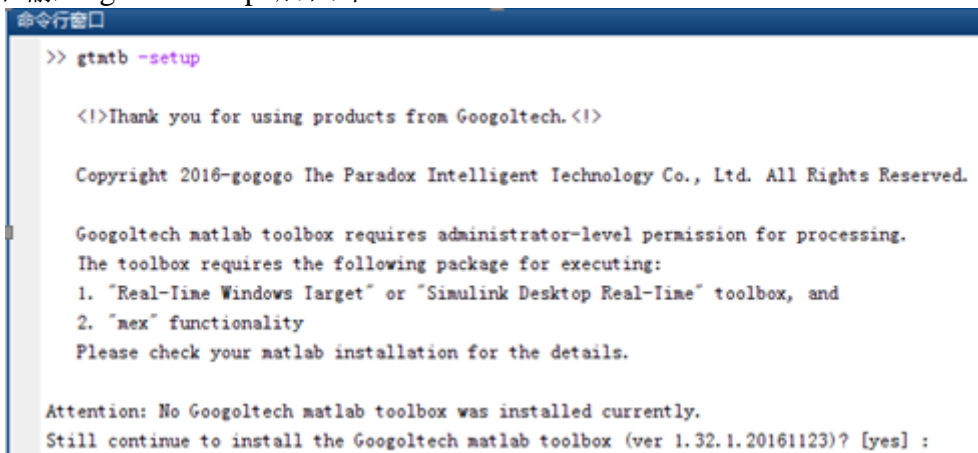 命令行窗口
>> gtmtb -setup
<!>Thank you for using products from Googoltech.<!>
Copyright 2016-gogogo The Paradox Intelligent Technology Co., Ltd. All Rights Reserved.
Googoltech matlab toolbox requires administrator-level permission for processing.
The toolbox requires the following package for executing:
1. "Real-Time Windows Target" or "Simulink Desktop Real-Time" toolbox, and
2. "mex" functionality
Please check your matlab installation for the details.
Attention: No Googoltech matlab toolbox was installed currently.
Still continue to install the Googoltech matlab toolbox (ver 1.32.1.20161123)? [yes] :